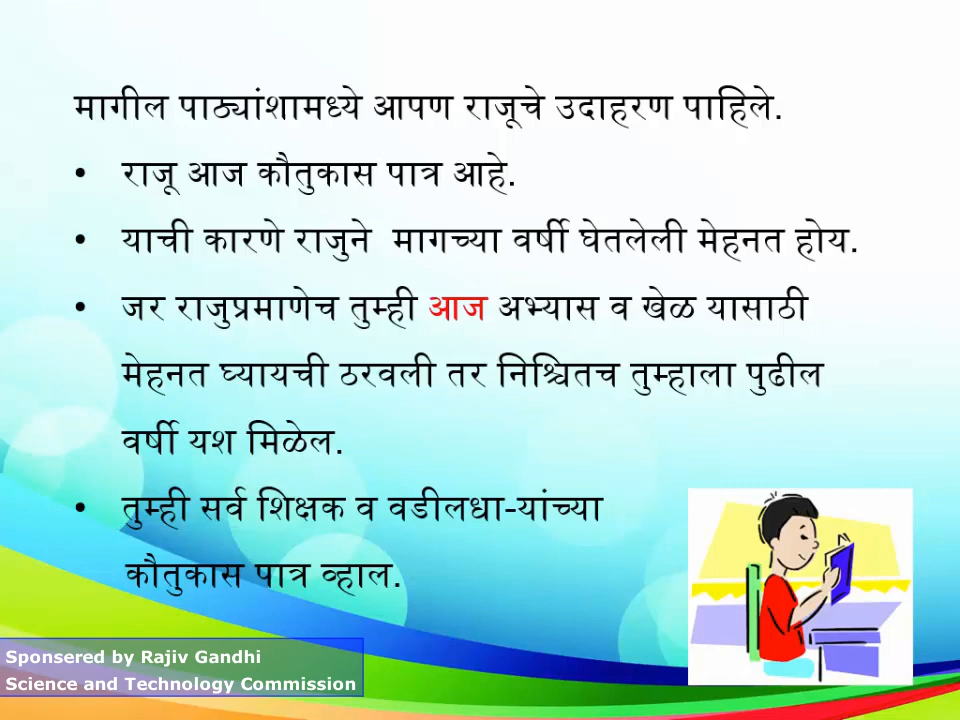 मागील पाठ्यांशामध्ये आपण राजूचे उदाहरण पाहिले.
• राजू आज कौतुकास पात्र आहे.
• याची कारणे राजुने मागच्या वर्षी घेतलेली मेहनत होय.
• जर राजुप्रमाणेच तुम्ही आज अभ्यास व खेळ यासाठी
मेहनत घ्यायची ठरवली तर निश्चितच तुम्हाला पुढील
वर्षी यश मिळेल.
• तुम्ही सर्व शिक्षक व वडीलधा-यांच्या
कौतुकास पात्र व्हाल.
Sponsered by Rajiv Gandhi
Science and Technology Commission